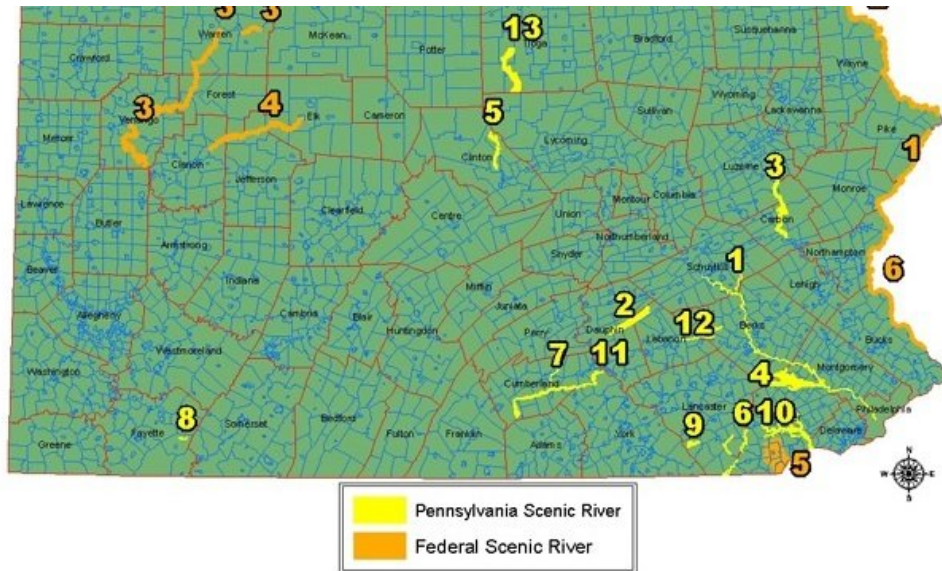 3
3
13
Warren
McKean
Potter
Tioga
Bradford
Susquehanna
Crawford
Wayne
Forest
Wyoming
Lackawanna
3
4
5
Venango
Elk
Cameron
Sullivan
Pike
1
Mercer
Clarion
Clinton
Lycoming
Luzerne
3
Jefferson
Columbia
Monroe
Lawrence
Clearfield
Centre
Union
Montour
Carbon
Butler
Northumberland
Armstrong
Snyder
Northampton
1
Schuylkill
6
Beaver
Indiana
Mifflin
Lehigh
Allegheny
Cambria
Blair
Huntingdon
Juniata
Perry
2
Dauphin
12
Lebanon
Berks
Bucks
Westmoreland
7
11
Washington
Cumberland
4
Montgomery
8
Lancaster
6
10
Philadelphia
Greene
Fayette
Somerset
Bedford
Fulton
Franklin
Adams
York
9
Delaware
5
N
W
E
S
Pennsylvania Scenic River
Federal Scenic River